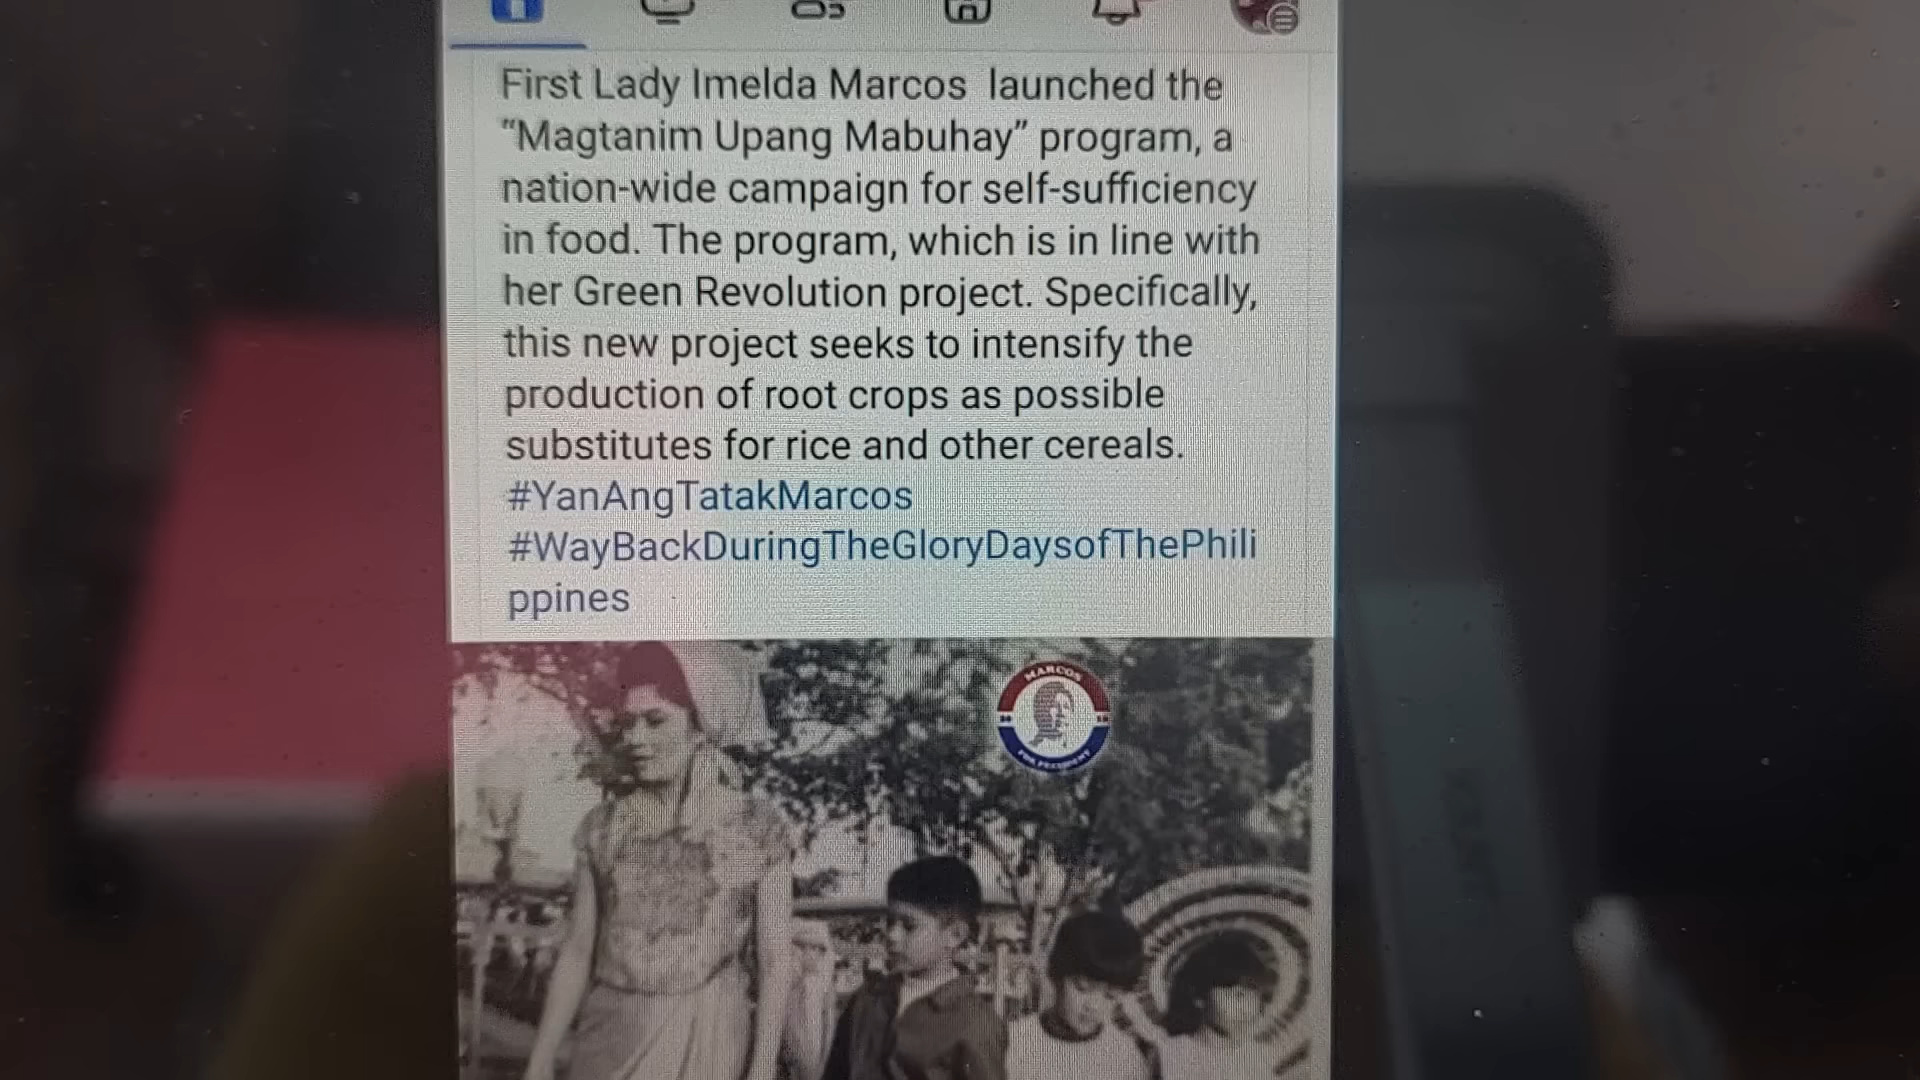 First Lady Imelda Marcos launched the
“Magtanim Upang Mabuhay” program, a
nation-wide campaign for self-sufficiency
in food. The program, which is in line with
her Green Revolution project. Specifically,
this new project seeks to intensify the
production of root crops as possible
substitutes for rice and other cereals.
#YanAngTatakMarcos
#WayBackDuringTheGloryDaysofThePhili
ppines
MARCOS
FOR PRESIDENT